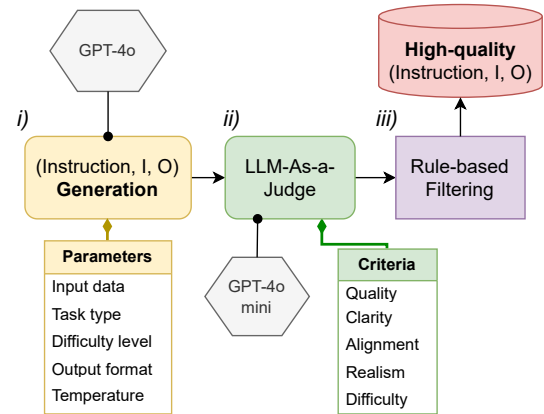 GPT-4o
High-quality
(Instruction, I, O)
i)
ii)
iii)
(Instruction, I, O)
Generation
LLM-As-a-
Judge
Rule-based
Filtering
Parameters
Input data
Task type
Difficulty level
Output format
Temperature
GPT-4o
mini
Criteria
Quality
Clarity
Alignment
Realism
Difficulty